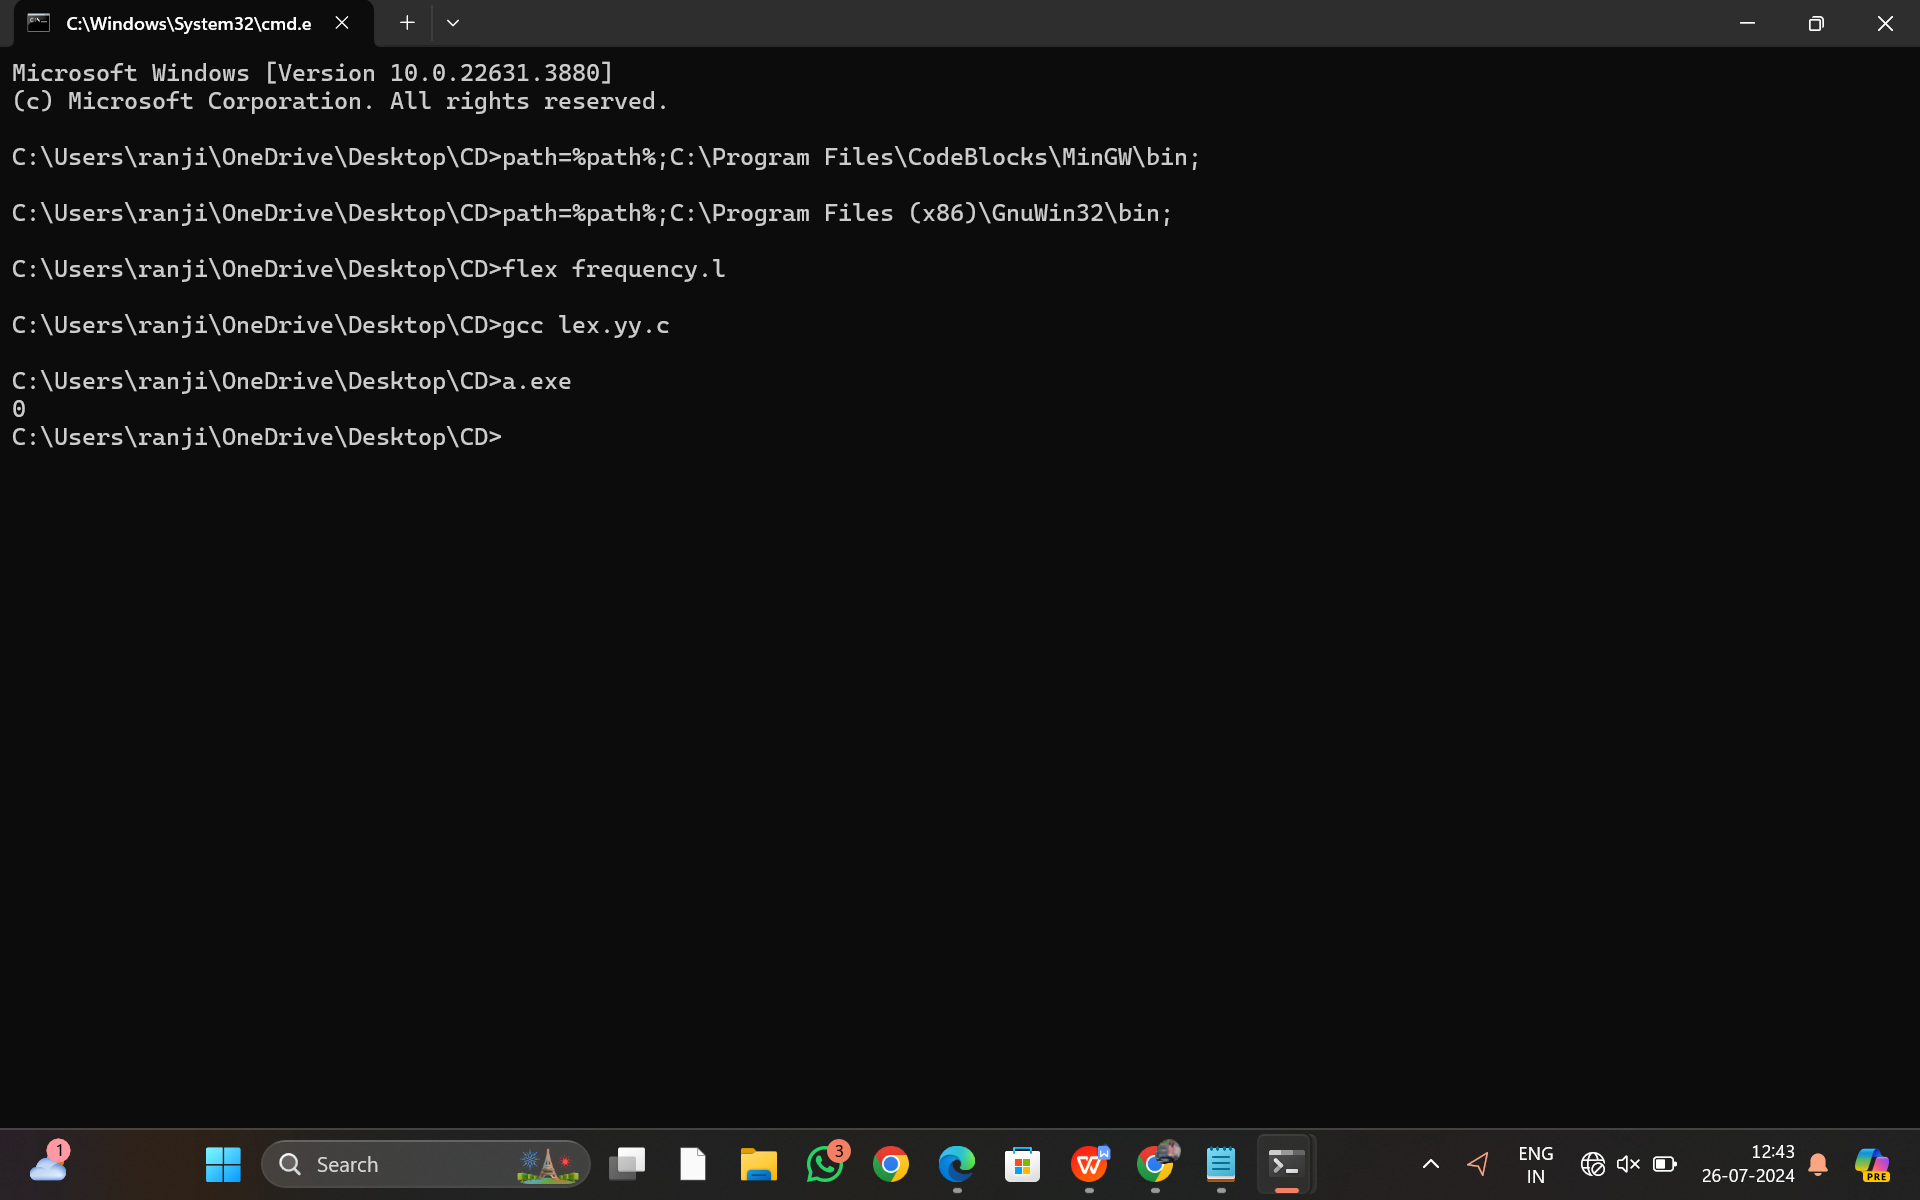 C:\Windows\System32\cmd.e
Microsoft Windows [Version 10.0.22631.3880]
(c) Microsoft Corporation. All rights reserved.
C:\Users\ranji\OneDrive\Desktop\CD>path=%path%;C:\Program Files\CodeBlocks\MinGW\bin;
C:\Users\ranji\OneDrive\Desktop\CD>path=%path%;C:\Program Files (x86)\GnuWin32\bin;
C:\Users\ranji\OneDrive\Desktop\CD>flex frequency.l
C:\Users\ranji\OneDrive\Desktop\CD>gcc lex.yy.c
C:\Users\ranji\OneDrive\Desktop\CD>a.exe
0
C:\Users\ranji\OneDrive\Desktop\CD>
1
Search
3
W
W
ENG
IN
12:43
26-07-2024
PRE